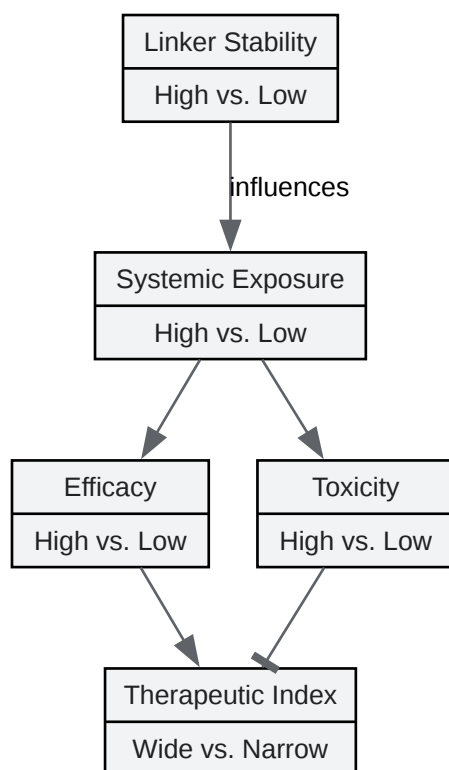 Linker Stability
High vs. Low
influences
Systemic Exposure
High vs. Low
Efficacy
High vs. Low
Toxicity
High vs. Low
Therapeutic Index
Wide vs. Narrow